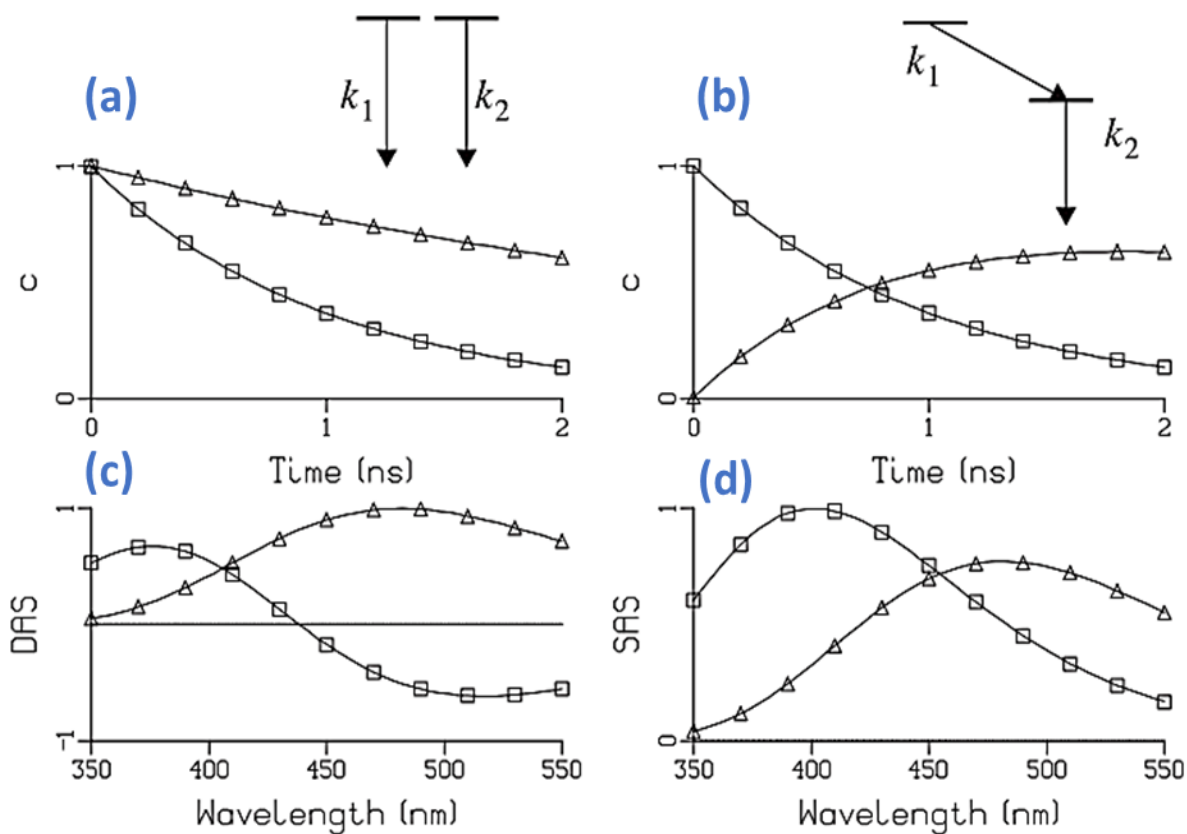 (a)
k1
k2
1
c
0
0
1
2
Time (ns)
(b)
k1
k2
1
c
0
0
1
2
Time (ns)
(c)
1
DAS
-1
350
400
450
500
550
Wavelength (nm)
(d)
1
SAS
0
350
400
450
500
550
Wavelength (nm)